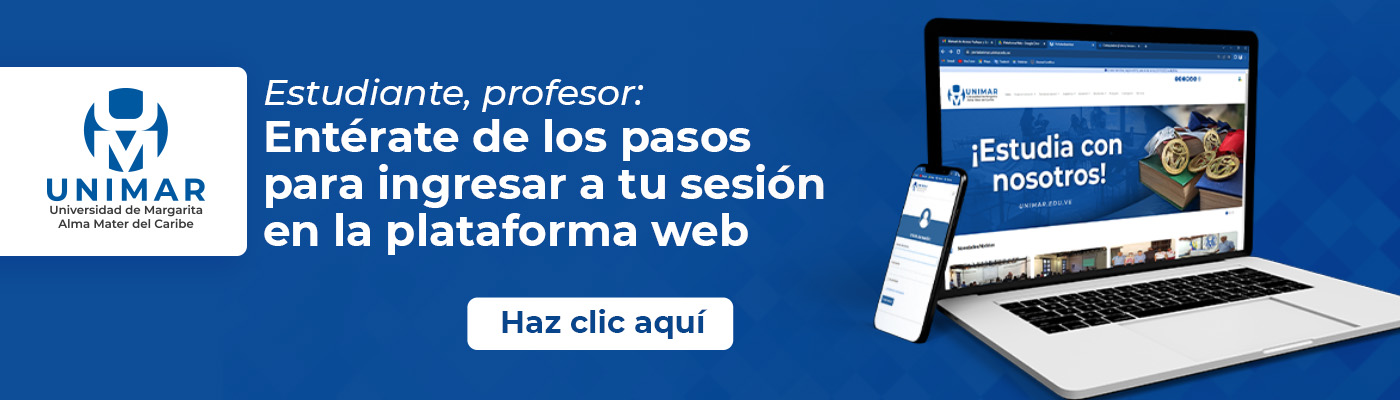 UNIMAR
Universidad de Margarita
Alma Mater del Caribe
Estudiante, profesor:
Entérate de los pasos
para ingresar a tu sesión
en la plataforma web
Haz clic aquí
UNIMAR
¡Estudia con
nosotros!
UNIMAR.EDU.VE